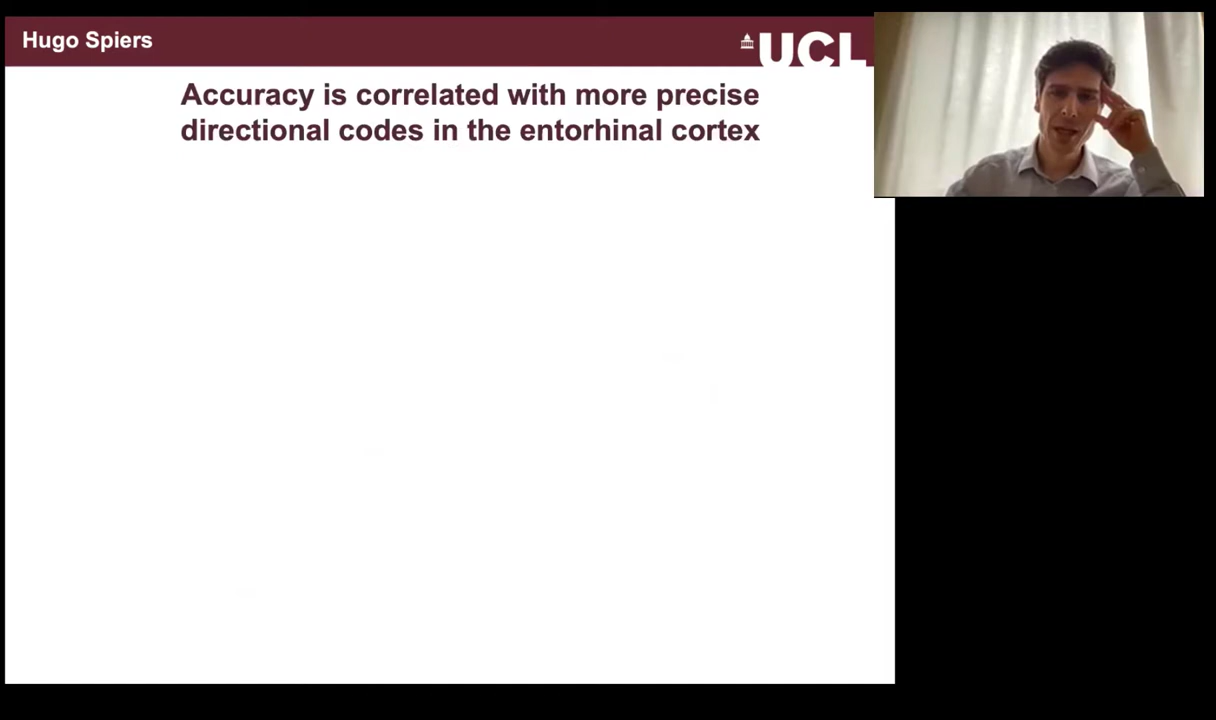 Hugo Spiers
UCL
Accuracy is correlated with more precise
directional codes in the entorhinal cortex